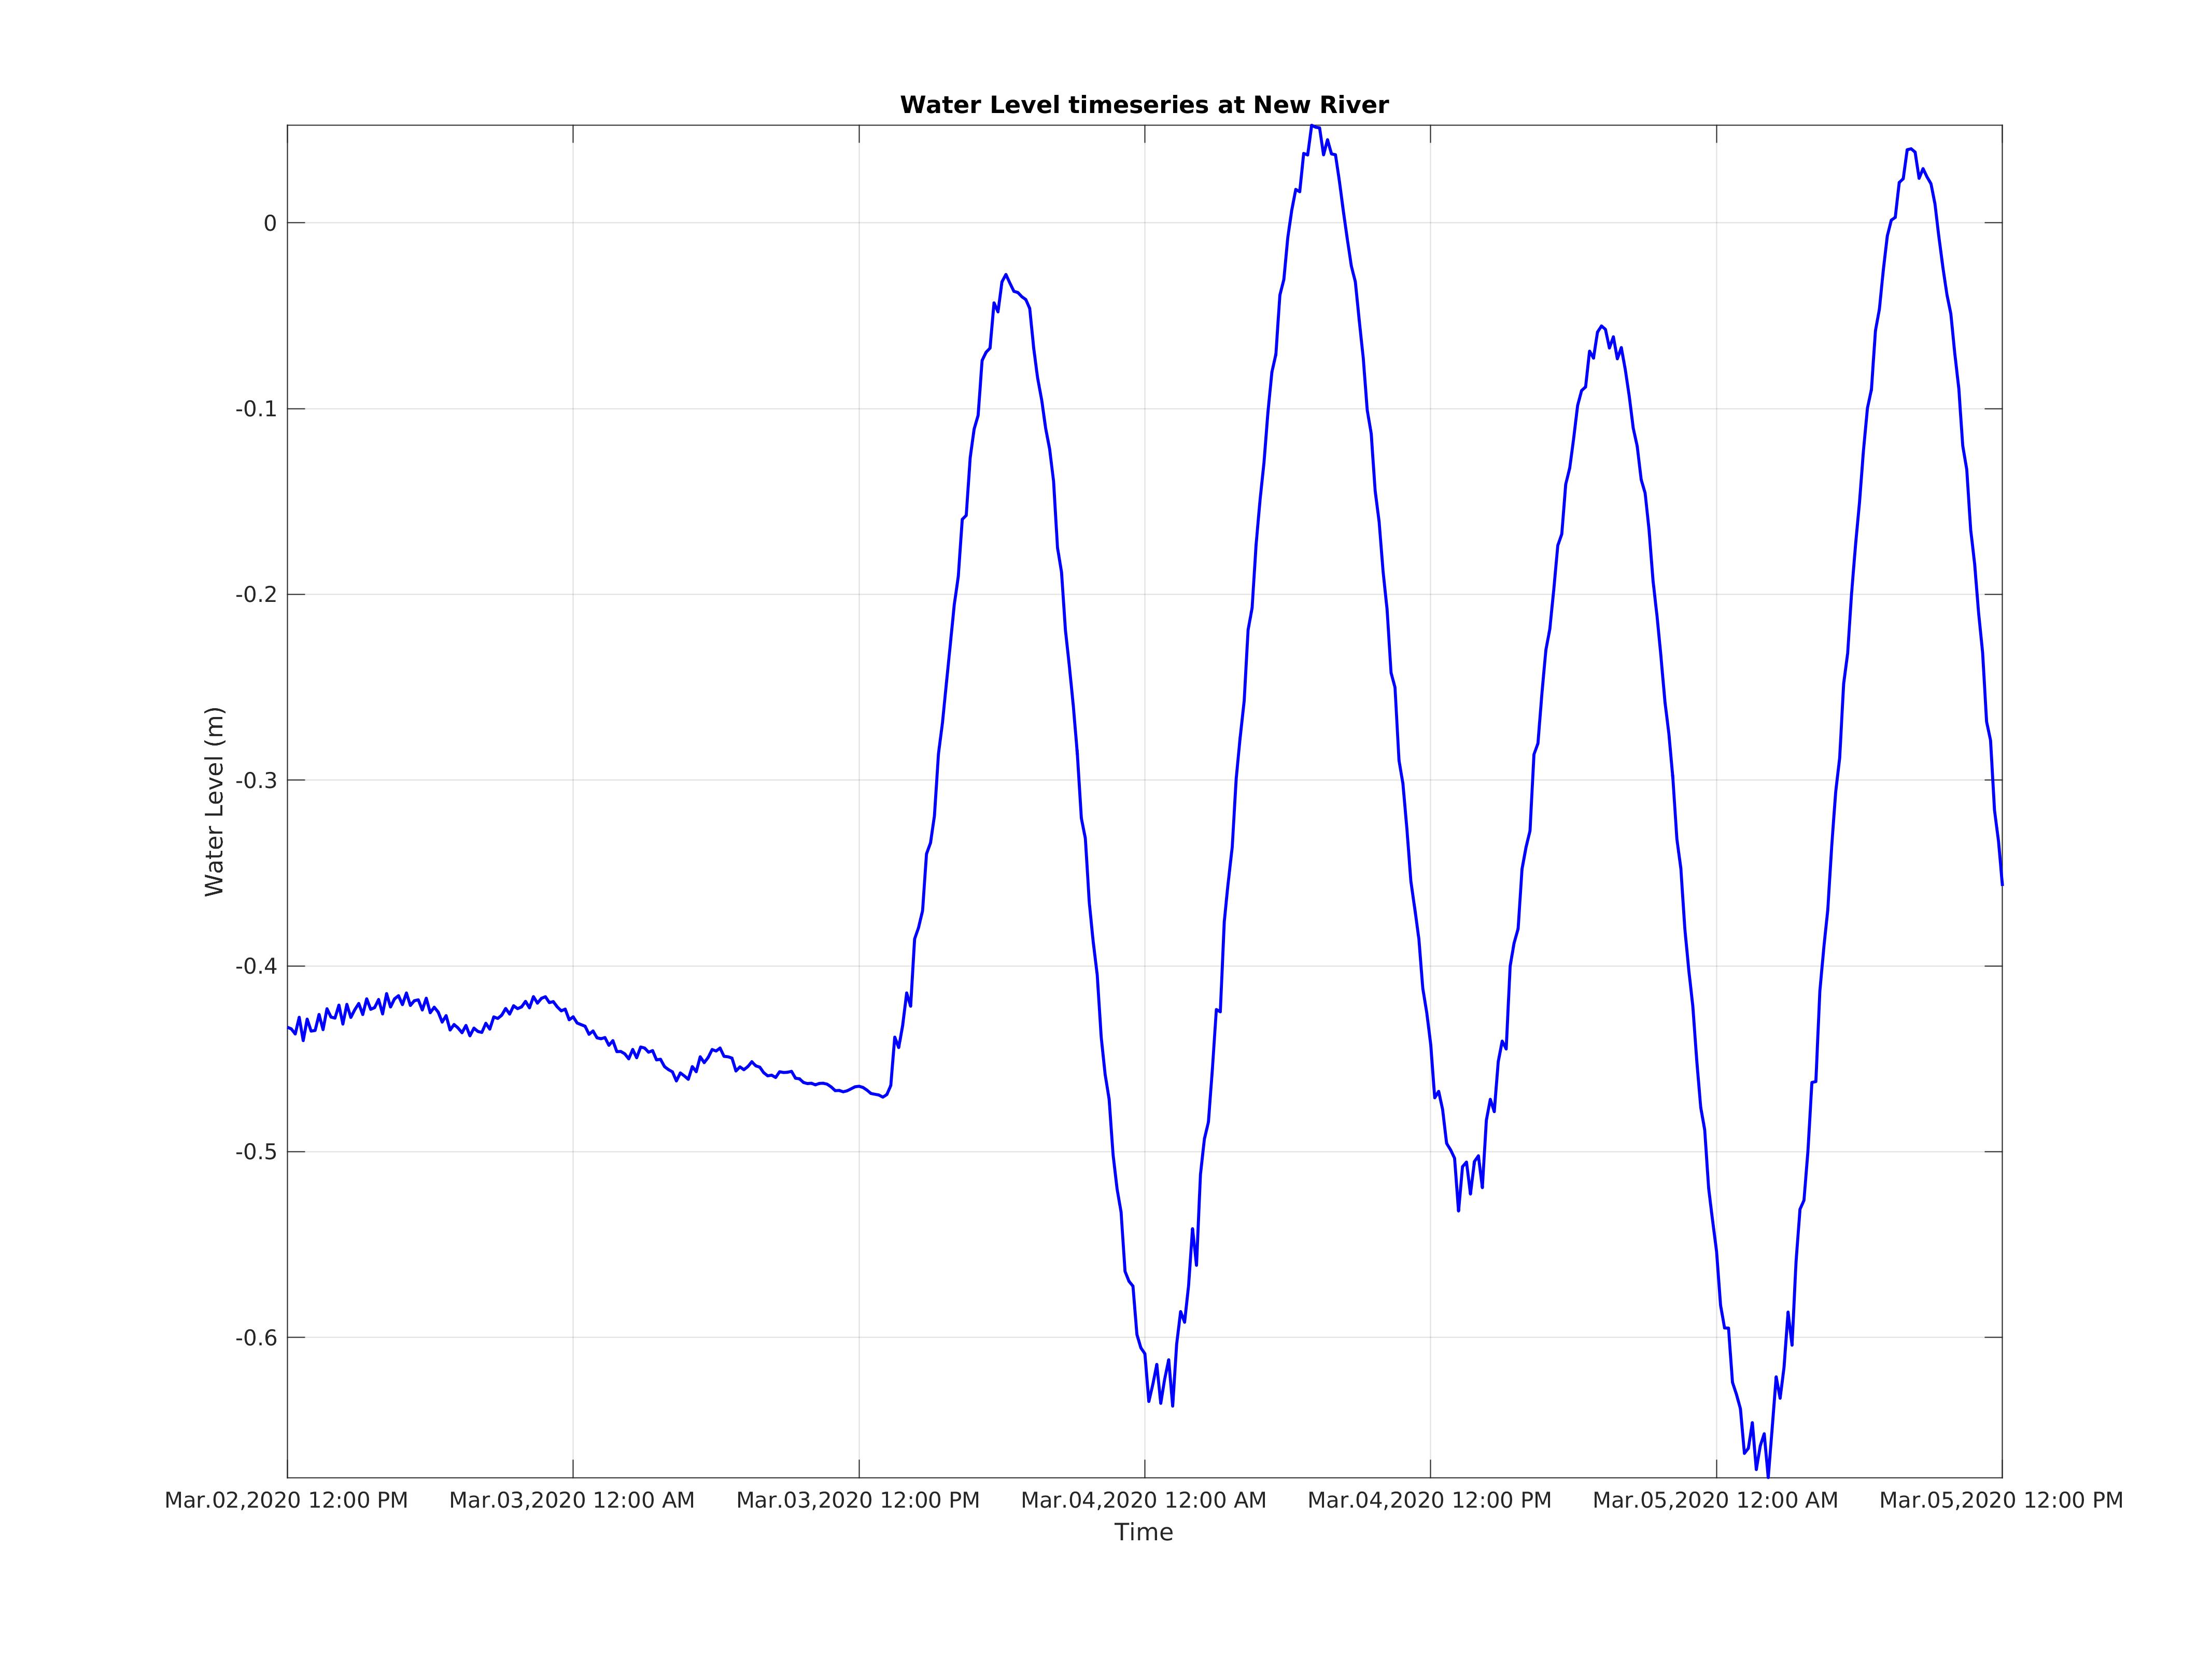 Water Level timeseries at New River
0
-0.1
-0.2
-0.3
-0.4
-0.5
-0.6
Water Level (m)
Mar.02,2020 12:00 PM Mar.03,2020 12:00 AM Mar.03,2020 12:00 PM Mar.04,2020 12:00 AM Mar.04,2020 12:00 PM Mar.05,2020 12:00 AM Mar.05,2020 12:00 PM
Time